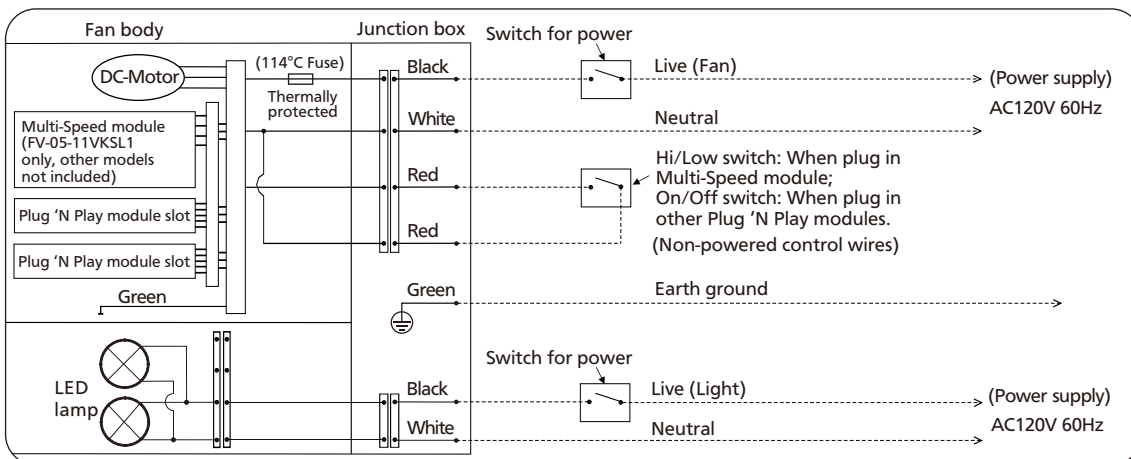 Fan body
Junction box
Switch for power
DC-Motor
(114°C Fuse)
Thermally
protected
Black
Live (Fan)
(Power supply)
AC120V 60Hz
White
Neutral
Multi-Speed module
(FV-05-11VKSL1
only, other models
not included)
Red
Hi/Low switch: When plug in
Multi-Speed module;
On/Off switch: When plug in
other Plug 'N Play modules.
(Non-powered control wires)
Plug 'N Play module slot
Red
Plug 'N Play module slot
Green
Green
Earth ground
Switch for power
LED
lamp
Black
Live (Light)
(Power supply)
AC120V 60Hz
White
Neutral